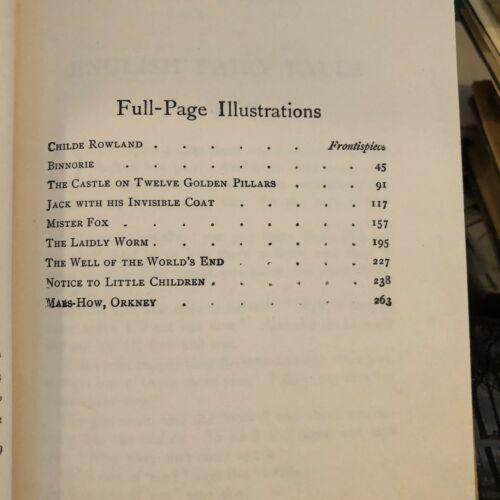 ENGLISH FAIRY TALES
Full-Page Illustrations
CHILDE ROWLAND . . . . . . Frontispiece
BINNORIE . . . . . . . . 45
THE CASTLE ON TWELVE GOLDEN PILLARS . . . 91
JACK WITH HIS INVISIBLE COAT . . . . . 117
MISTER FOX . . . . . . . . 157
THE LAIDLY WORM . . . . . . . 195
THE WELL OF THE WORLD'S END . . . . . 227
NOTICE TO LITTLE CHILDREN . . . . . 238
MAES-HOW, ORKNEY . . . . . . 263